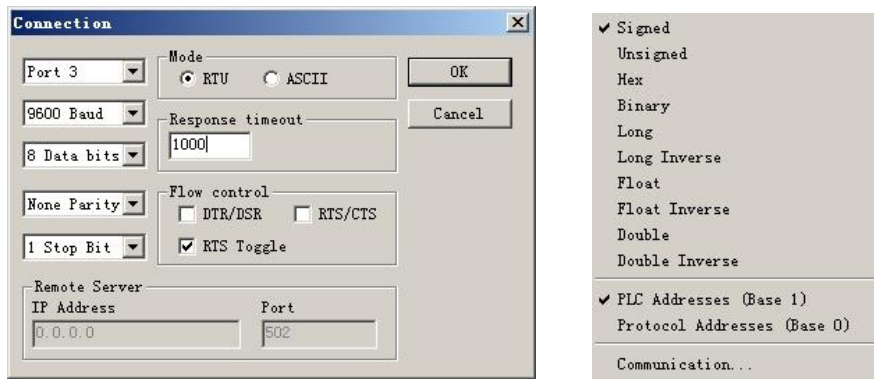 Connection
Port 3
9600 Baud
8 Data bits
None Parity
1 Stop Bit
Mode
RTU ASCII
Response timeout
1000
Flow control
DTR/DSR RTS/CTS
RTS Toggle
OK
Cancel
Remote Server
IP Address Port
0.0.0.0 502
Signed
Unsigned
Hex
Binary
Long
Long Inverse
Float
Float Inverse
Double
Double Inverse
PLC Addresses (Base 1)
Protocol Addresses (Base 0)
Communication...